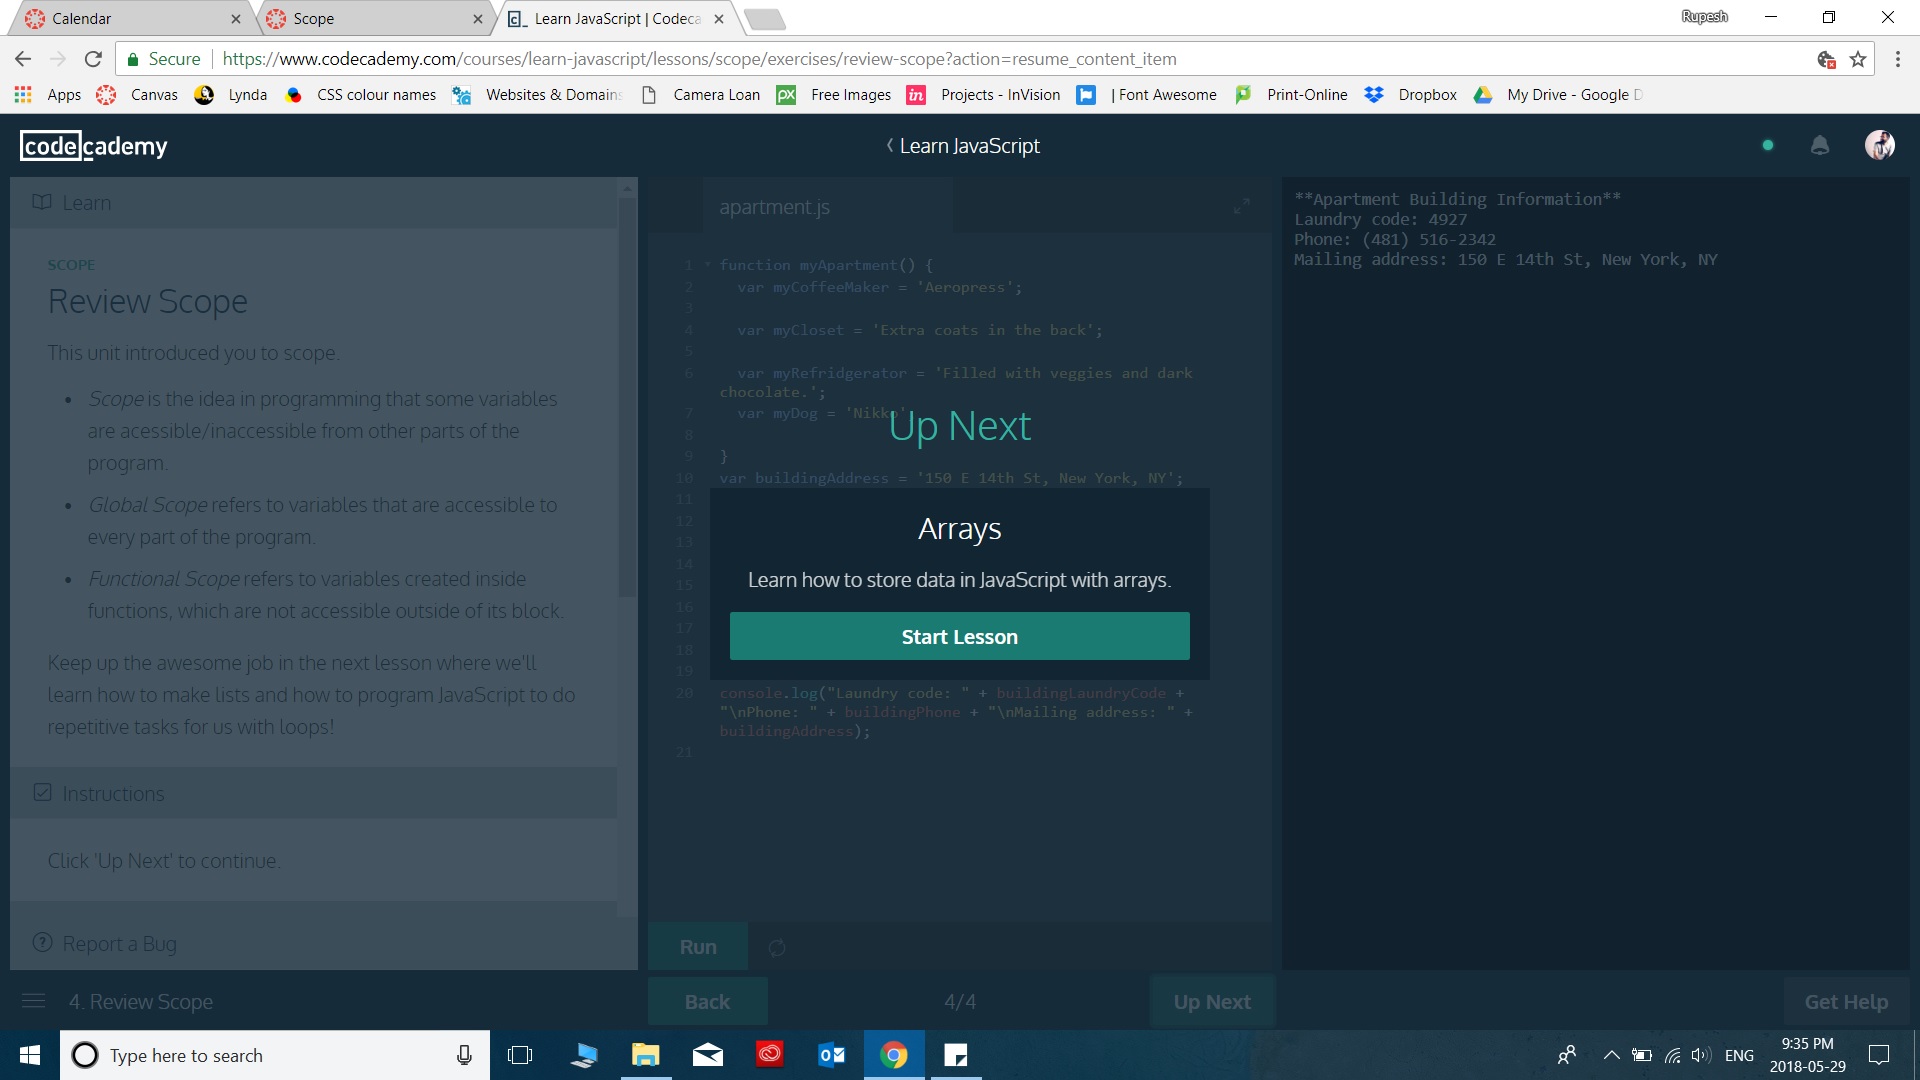 Calendar
Scope
Learn JavaScript | Codeca
Rupesh
Secure
https://www.codecademy.com/courses/learn-javascript/lessons/scope/exercises/review-scope?action=resume_content_item
Apps
Canvas
Lynda
CSS colour names
Websites & Domains
Camera Loan
px
Free Images
in
Projects - InVision
| Font Awesome
Print-Online
Dropbox
My Drive - Google D
codecademy
Learn JavaScript
Learn
SCOPE
Review Scope
This unit introduced you to scope.
• Scope is the idea in programming that some variables
are acessible/inaccessible from other parts of the
program.
• Global Scope refers to variables that are accessible to
every part of the program.
• Functional Scope refers to variables created inside
functions, which are not accessible outside of its block.
Keep up the awesome job in the next lesson where we'll
learn how to make lists and how to program JavaScript to do
repetitive tasks for us with loops!
Instructions
Click 'Up Next' to continue.
Report a Bug
apartment.js
1 function myApartment() {
2 var myCoffeeMaker = 'Aeropress';
3
4 var myCloset = 'Extra coats in the back';
5
6 var myRefridgerator = 'Filled with veggies and dark
chocolate.';
7 var myDog = 'Nikko'
8
9 }
10 var buildingAddress = '150 E 14th St, New York, NY';
11
12
13
14
15
16
17
18
19
20 console.log("Laundry code: " + buildingLaundryCode +
"\nPhone: " + buildingPhone + "\nMailing address: " +
buildingAddress);
21
Up Next
Arrays
Learn how to store data in JavaScript with arrays.
Start Lesson
**Apartment Building Information**
Laundry code: 4927
Phone: (481) 516-2342
Mailing address: 150 E 14th St, New York, NY
Run
4. Review Scope
Back
4/4
Up Next
Get Help
Type here to search
ENG
9:35 PM
2018-05-29